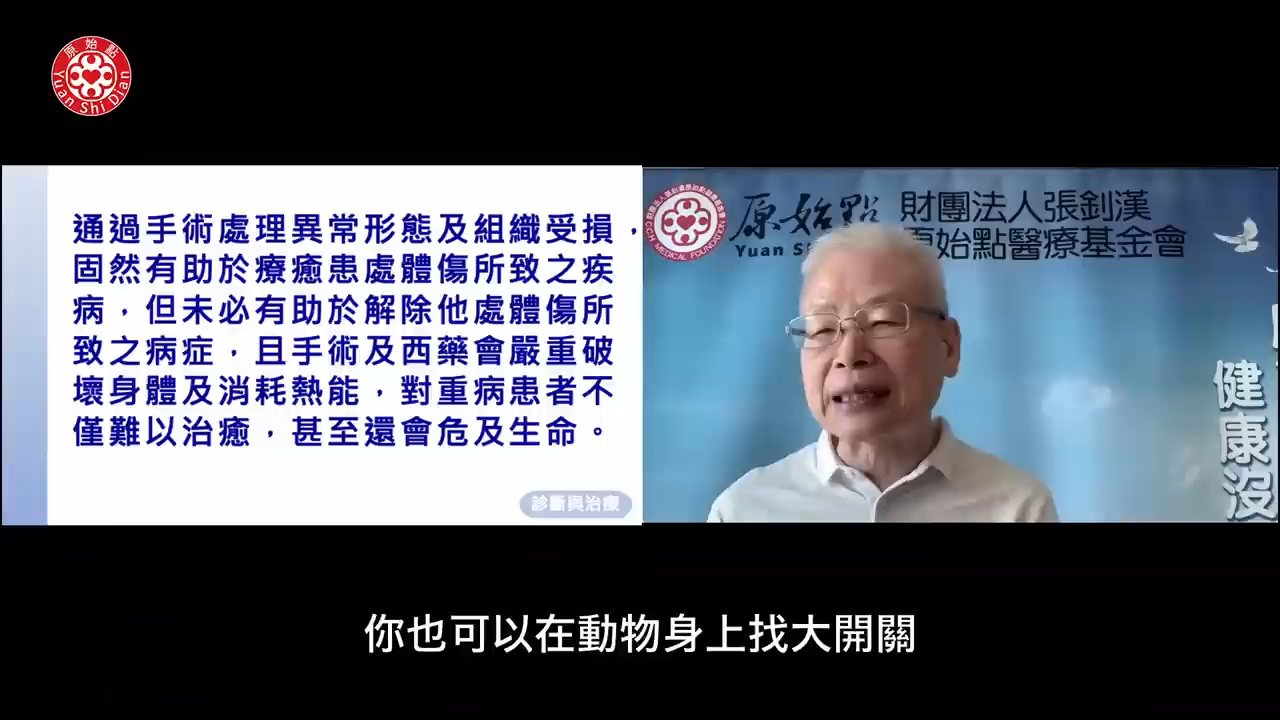 原始點
Yuan Shi Dian
通過手術處理異常形態及組織受損，
固然有助於療癒患處體傷所致之疾
病，但未必有助於解除他處體傷所
致之病症，且手術及西藥會嚴重破
壞身體及消耗熱能，對重病患者不
僅難以治癒，甚至還會危及生命。
診斷與治療
原始點
Yuan
財團法人張釗漢
原始點醫療基金會
健康沒
你也可以在動物身上找大開關